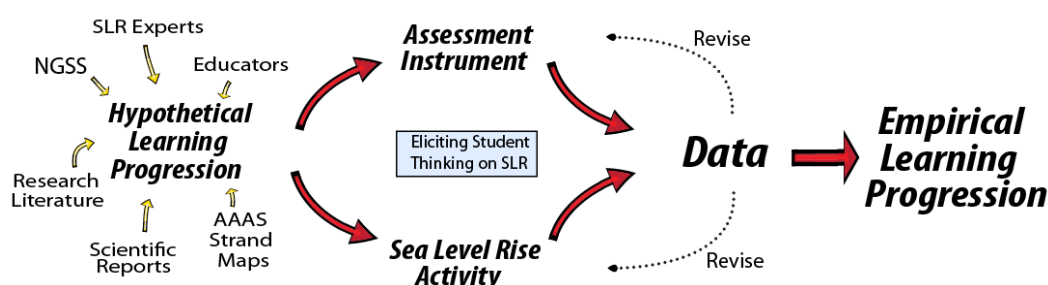 SLR Experts
NGSS
Educators
Hypothetical
Learning
Progression
Research
Literature
Scientific
Reports
AAAS
Strand
Maps
Assessment
Instrument
Eliciting Student
Thinking on SLR
Sea Level Rise
Activity
Revise
Data
Revise
Empirical
Learning
Progression